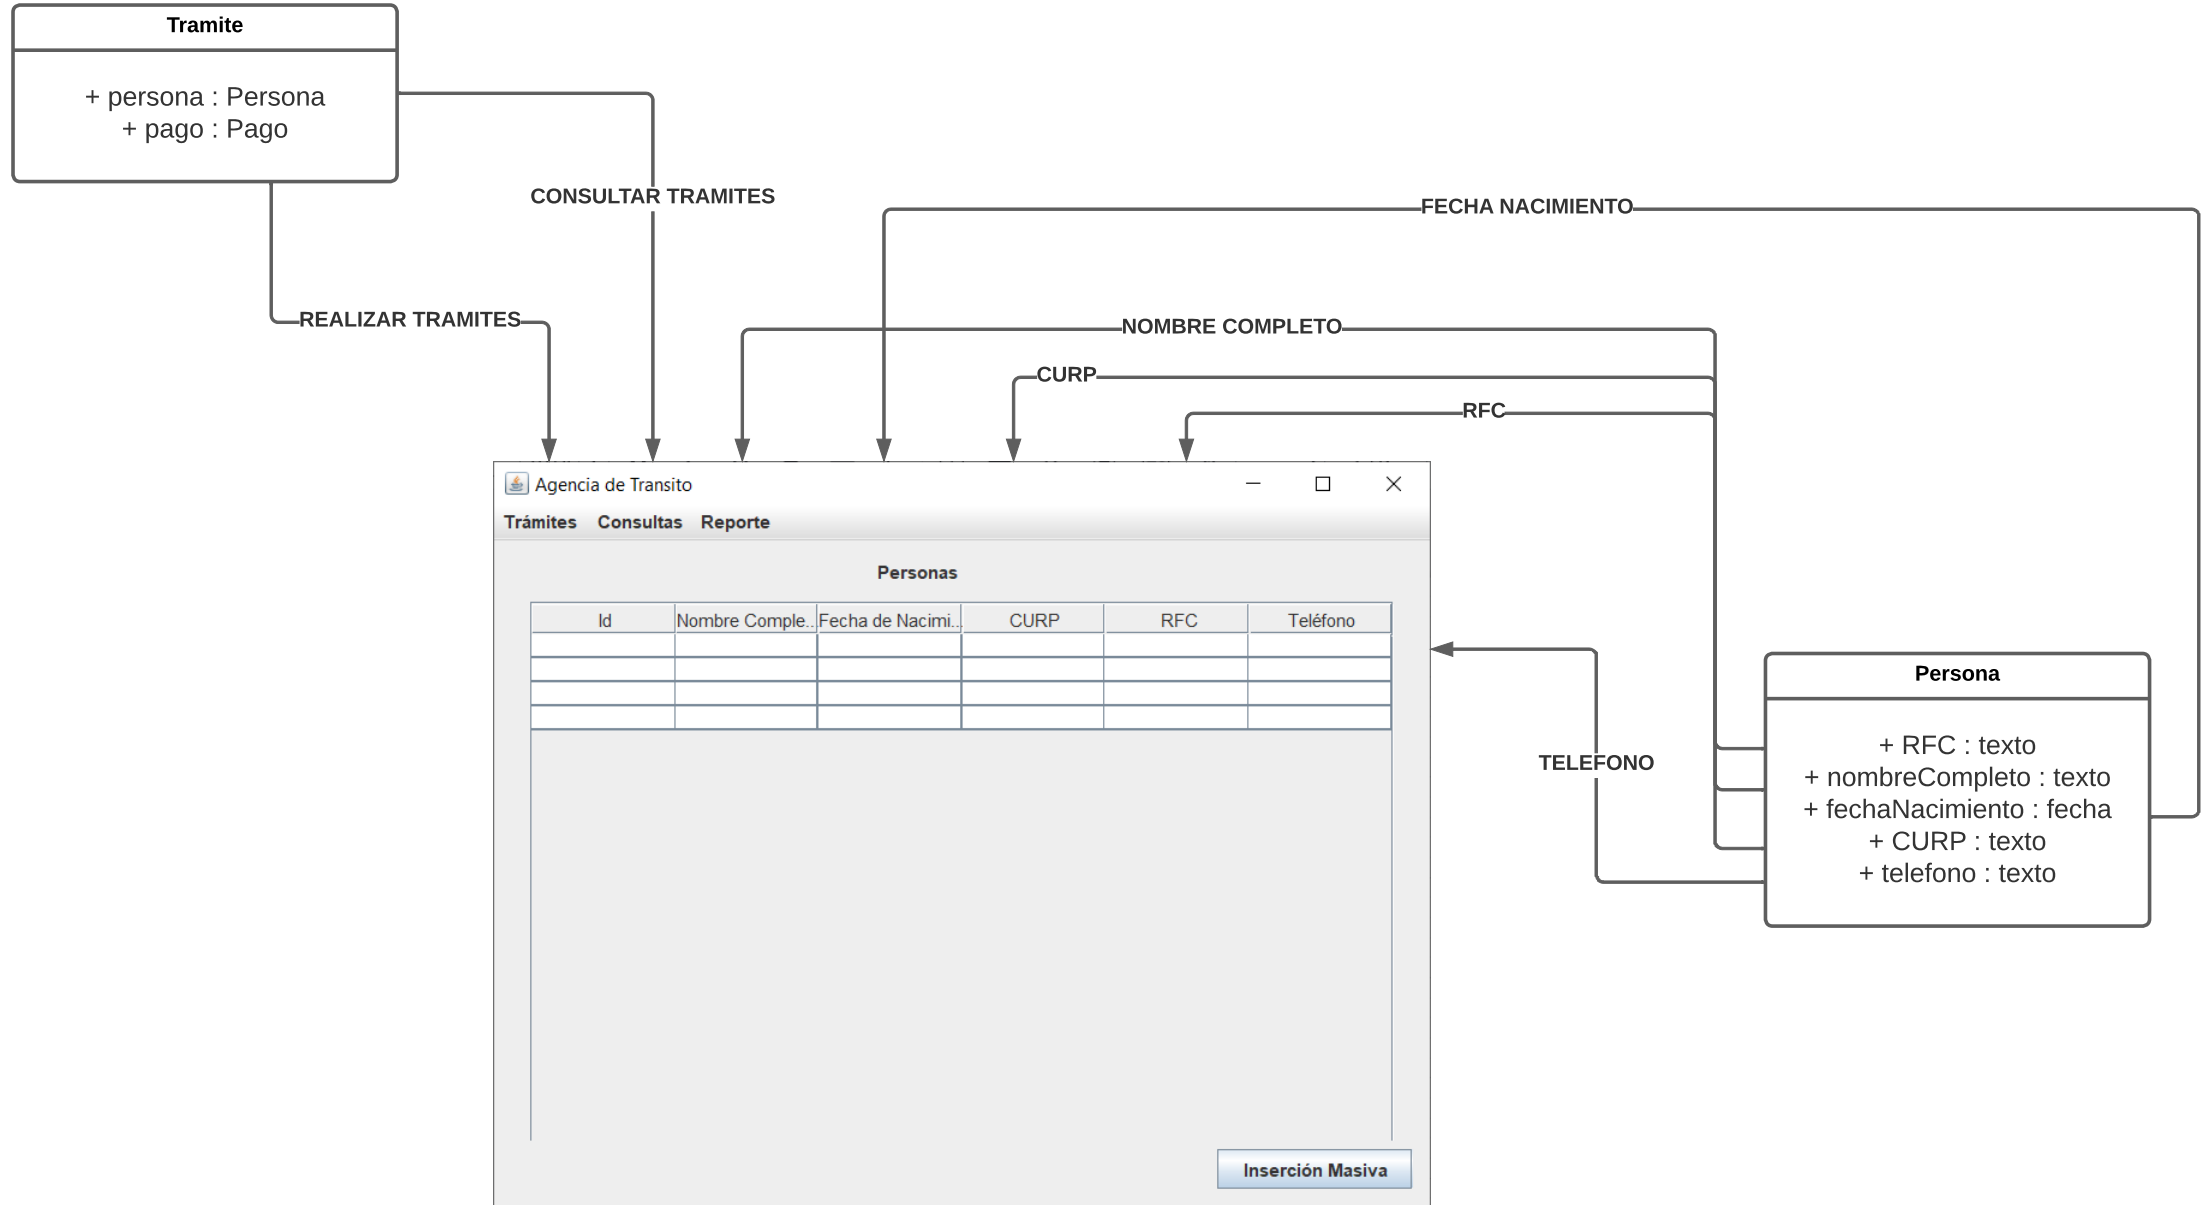 Tramite
+ persona : Persona
+ pago : Pago
CONSULTAR TRAMITES
FECHA NACIMIENTO
REALIZAR TRAMITES
NOMBRE COMPLETO
CURP
RFC
Agencia de Transito
Trámites Consultas Reporte
Personas
Id Nombre Comple... Fecha de Nacimi... CURP RFC Teléfono
Persona
+ RFC : texto
+ nombreCompleto : texto
+ fechaNacimiento : fecha
+ CURP : texto
+ telefono : texto
TELEFONO
Inserción Masiva